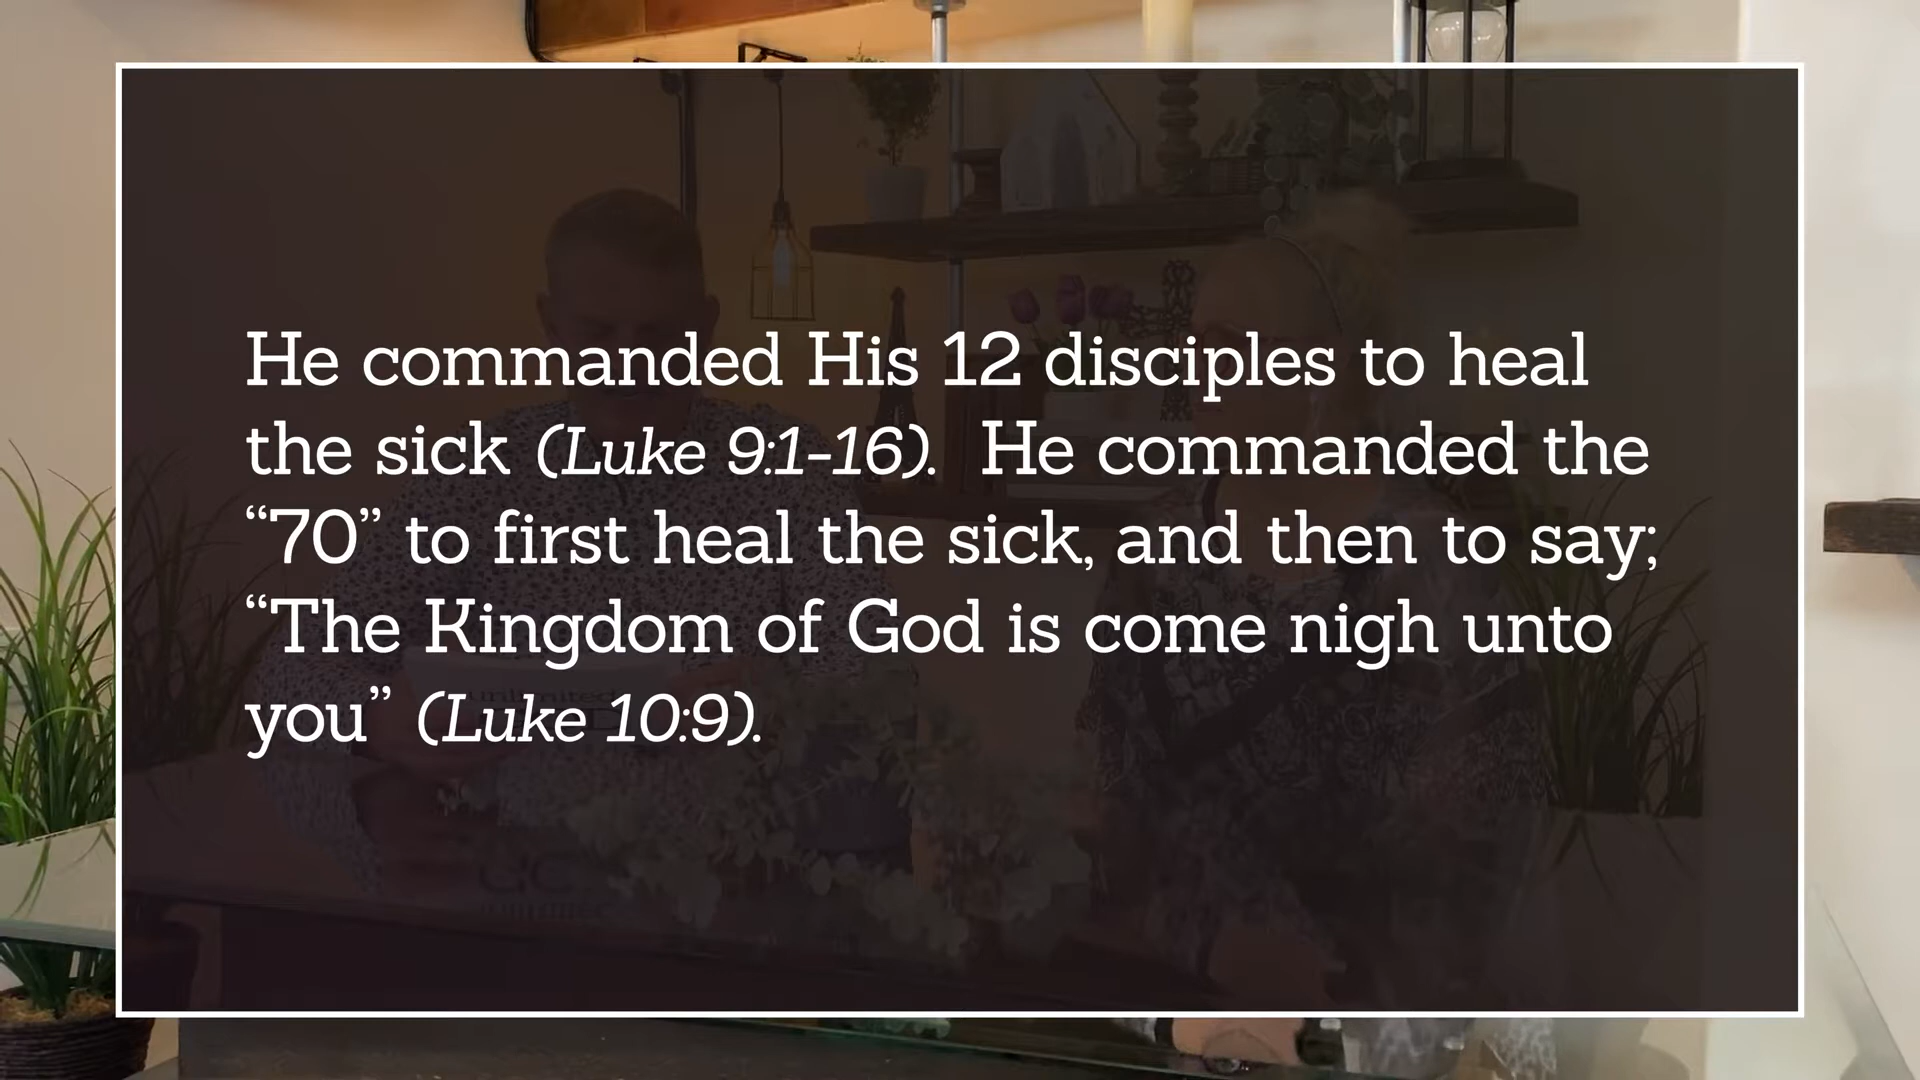 He commanded His 12 disciples to heal
the sick (Luke 9:1-16).  He commanded the
“70” to first heal the sick, and then to say;
“The Kingdom of God is come nigh unto
you” (Luke 10:9).
unlimited